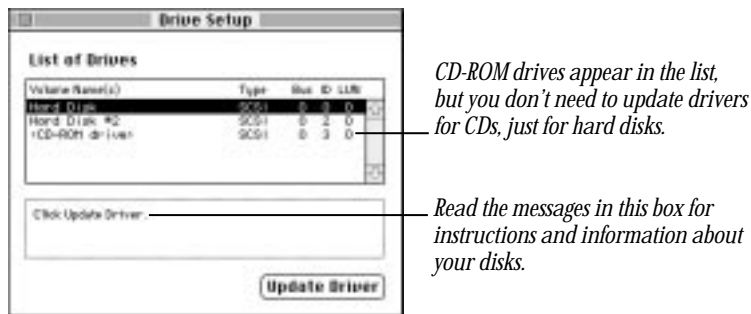 Drive Setup
List of Drives
Volume Name(s) Type Bus ID LUN
Hard Disk SCSI 0 0 0
Hard Disk #2 SCSI 0 2 0
<CD-ROM drive> SCSI 0 3 0
CD-ROM drives appear in the list,
but you don't need to update drivers
for CDs, just for hard disks.
Click Update Driver.
Read the messages in this box for
instructions and information about
your disks.
Update Driver